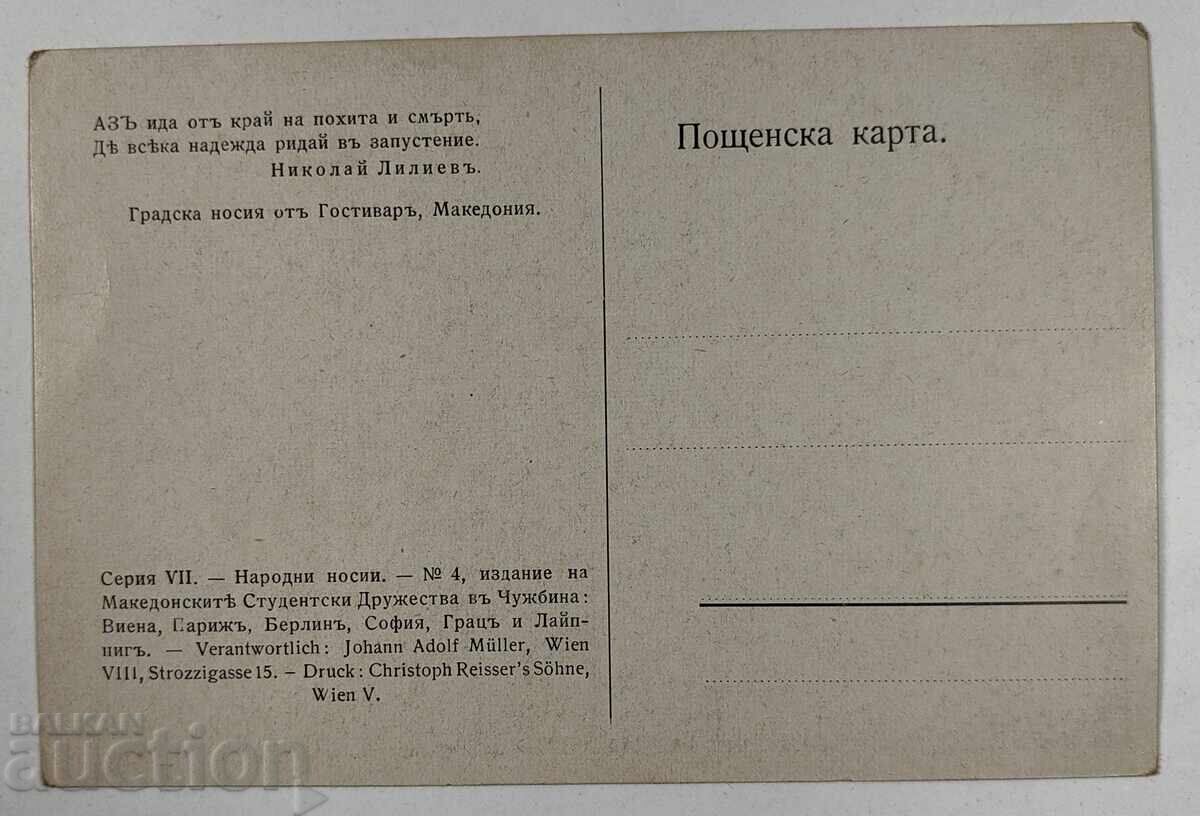 АЗЪ ида отъ край на похита и смърть,
Дѣ всѣка надежда ридай въ запустение.
Николай Лилиевъ.
Градска носия отъ Гостиваръ, Македония.
Пощенска карта.
Серия VII. — Народни носии. — № 4, издание на
Македонскитѣ Студентски Дружества въ Чужбина:
Виена, Парижъ, Берлинъ, София, Грацъ и Лайп-
цигъ. — Verantwortlich: Johann Adolf Müller, Wien
VIII, Strozzigasse 15. — Druck: Christoph Reisser's Söhne,
Wien V.
BALKAN
auction